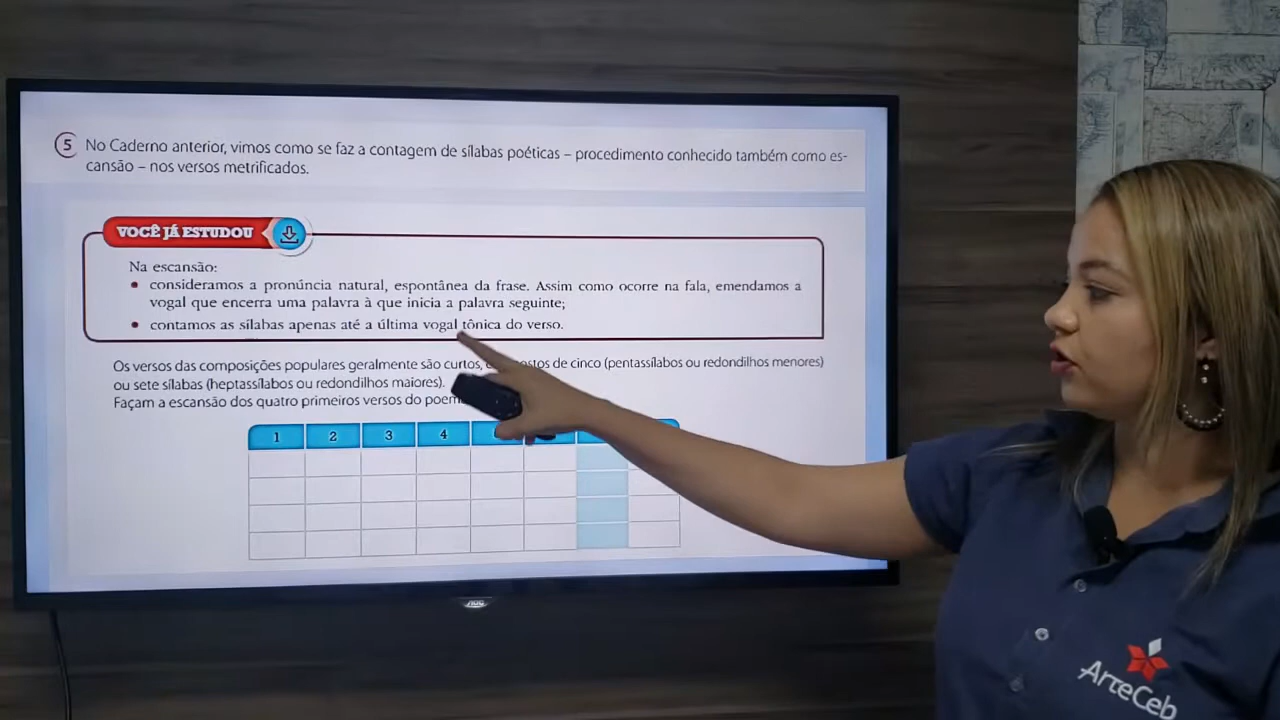 5 No Caderno anterior, vimos como se faz a contagem de sílabas poéticas – procedimento conhecido também como es-
cansão – nos versos metrificados.
VOCÊ JÁ ESTUDOU
Na escansão:
• consideramos a pronúncia natural, espontânea da frase. Assim como ocorre na fala, emendamos a
vogal que encerra uma palavra à que inicia a palavra seguinte;
• contamos as sílabas apenas até a última vogal tônica do verso.
Os versos das composições populares geralmente são curtos, de cinco (pentassílabos ou redondilhos menores)
ou sete sílabas (heptassílabos ou redondilhos maiores).
Façam a escansão dos quatro primeiros versos do
1 2 3 4
AOC
ArteCeb